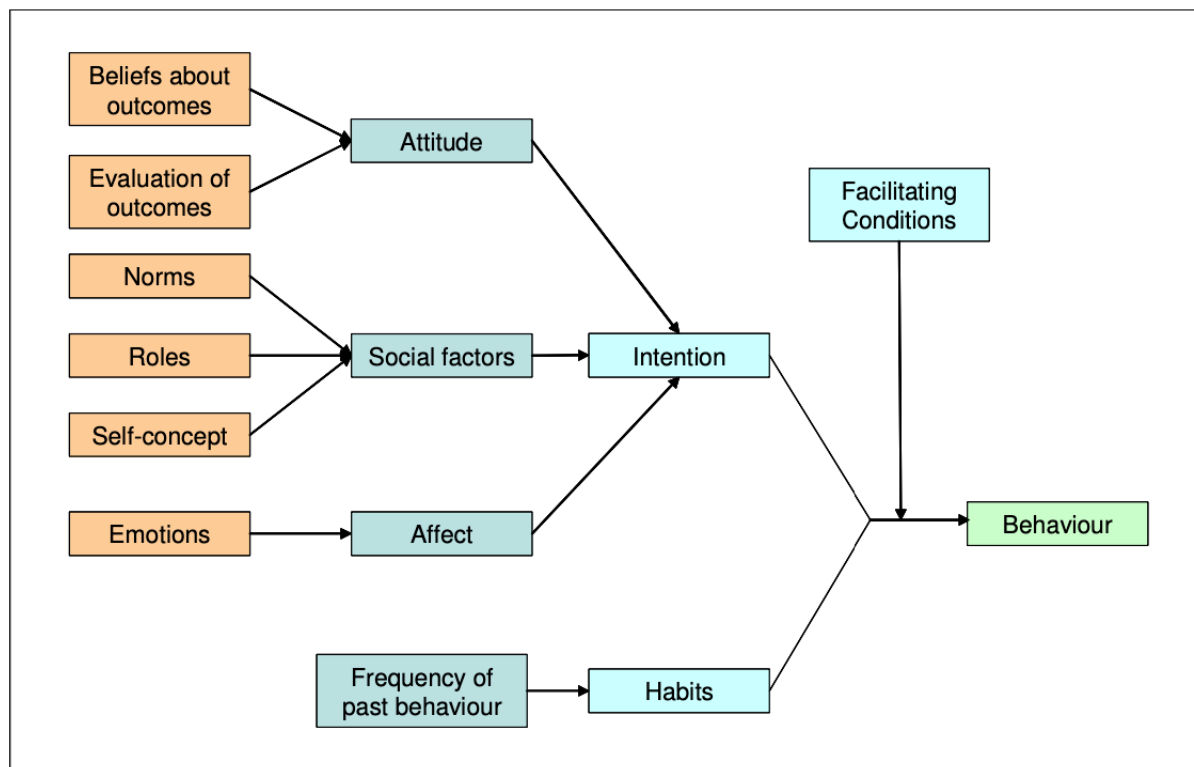 Beliefs about
outcomes
Evaluation of
outcomes
Norms
Roles
Self-concept
Emotions
Attitude
Social factors
Affect
Frequency of
past behaviour
Intention
Habits
Facilitating
Conditions
Behaviour